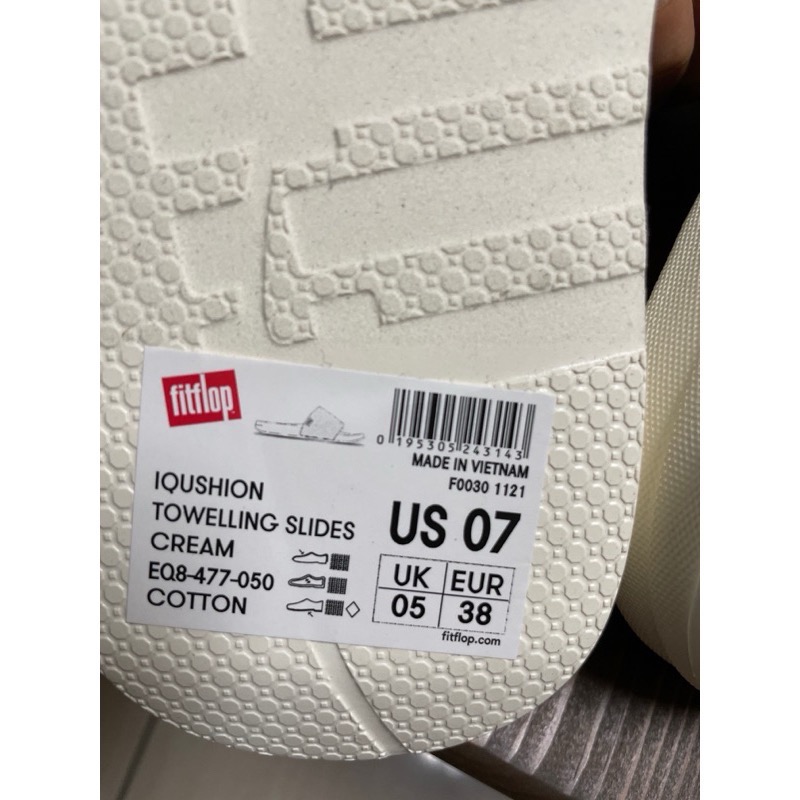 fitflop
0 195305 243143
MADE IN VIETNAM
F0030 1121
IQUSHION
TOWELLING SLIDES
CREAM
EQ8-477-050
COTTON
US 07
UK EUR
05 38
fitflop.com